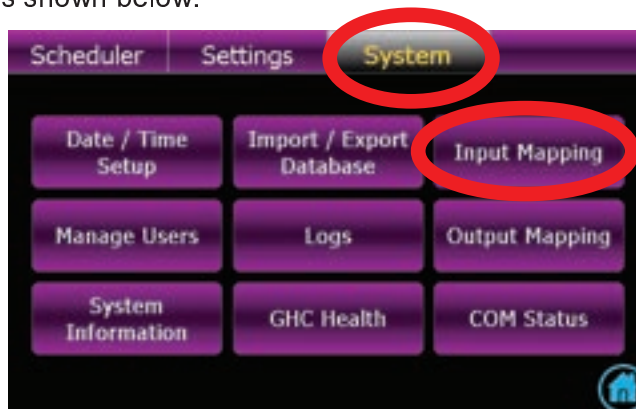 s shown below.
Scheduler Settings System
Date / Time Import / Export Input Mapping
Setup Database
Manage Users Logs Output Mapping
System GHC Health COM Status
Information